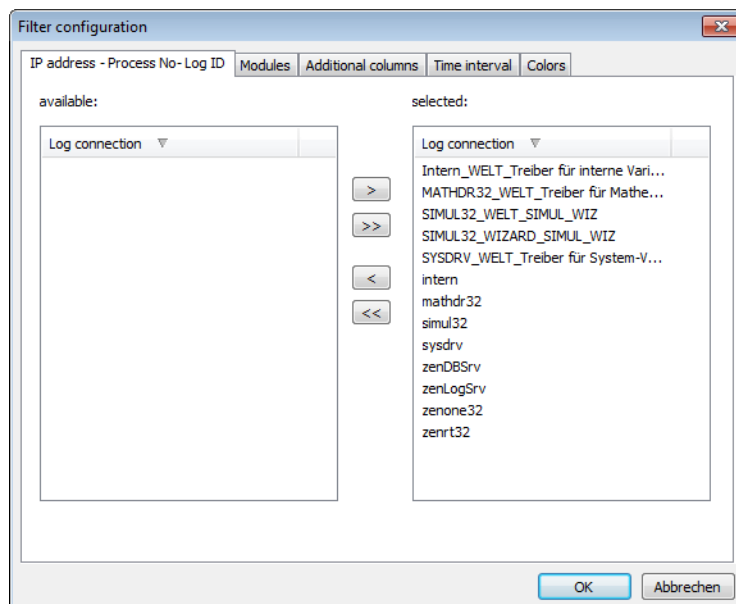 Filter configuration
IP address - Process No- Log ID
Modules
Additional columns
Time interval
Colors
available:
selected:
Log connection
Log connection
Intern_WELT_Treiber für interne Vari...
MATHDR32_WELT_Treiber für Mathe...
SIMUL32_WELT_SIMUL_WIZ
SIMUL32_WIZARD_SIMUL_WIZ
SYSDRV_WELT_Treiber für System-V...
intern
mathdr32
simul32
sysdrv
zenDBSrv
zenLogSrv
zenone32
zenrt32
>
>>
<
<<
OK
Abbrechen